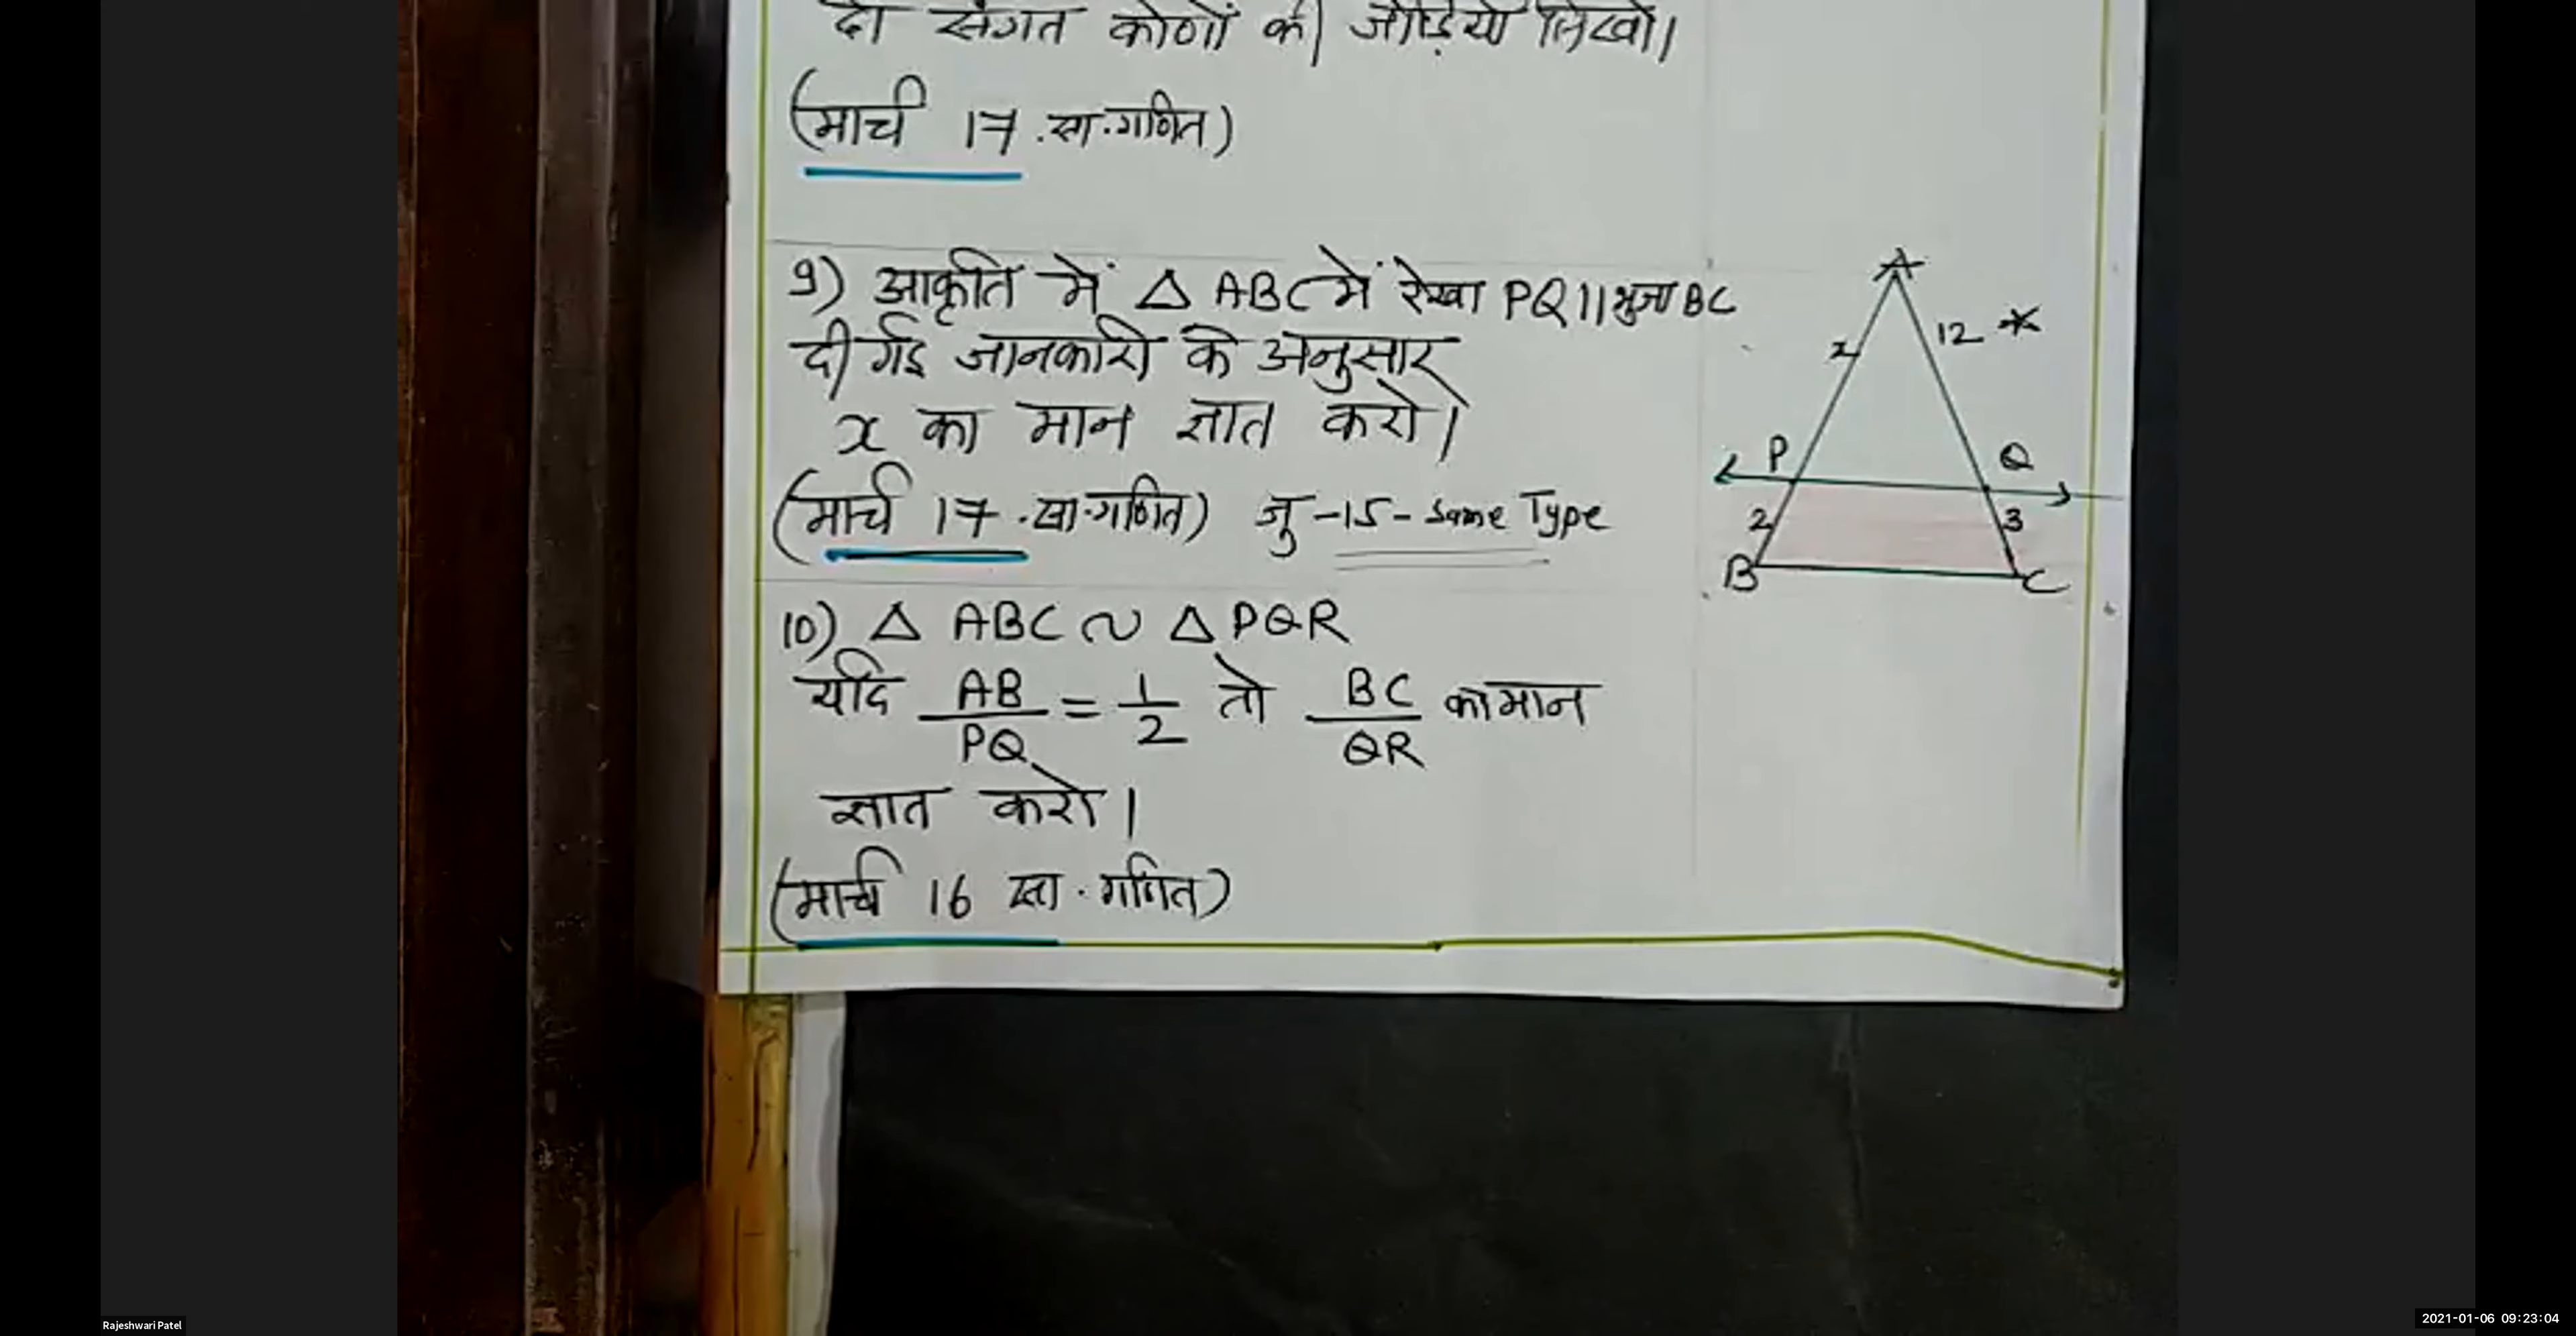 दो संगत कोणों की जोड़ियाँ लिखो।
(मार्च 17 . सा. गणित)
9) आकृति में △ ABC में रेखा PQ || भुजा BC
दी गई जानकारी के अनुसार
x का मान ज्ञात करो।
(मार्च 17 . सा. गणित) जु -15 - Same Type
A
x
12 *
P
Q
2
3
B
C
10) △ ABC ~ △ PQR
यदि AB/PQ = 1/2 तो BC/QR का मान
ज्ञात करो।
(मार्च 16 सा . गणित)
Rajeshwari Patel
2021-01-06 09:23:04